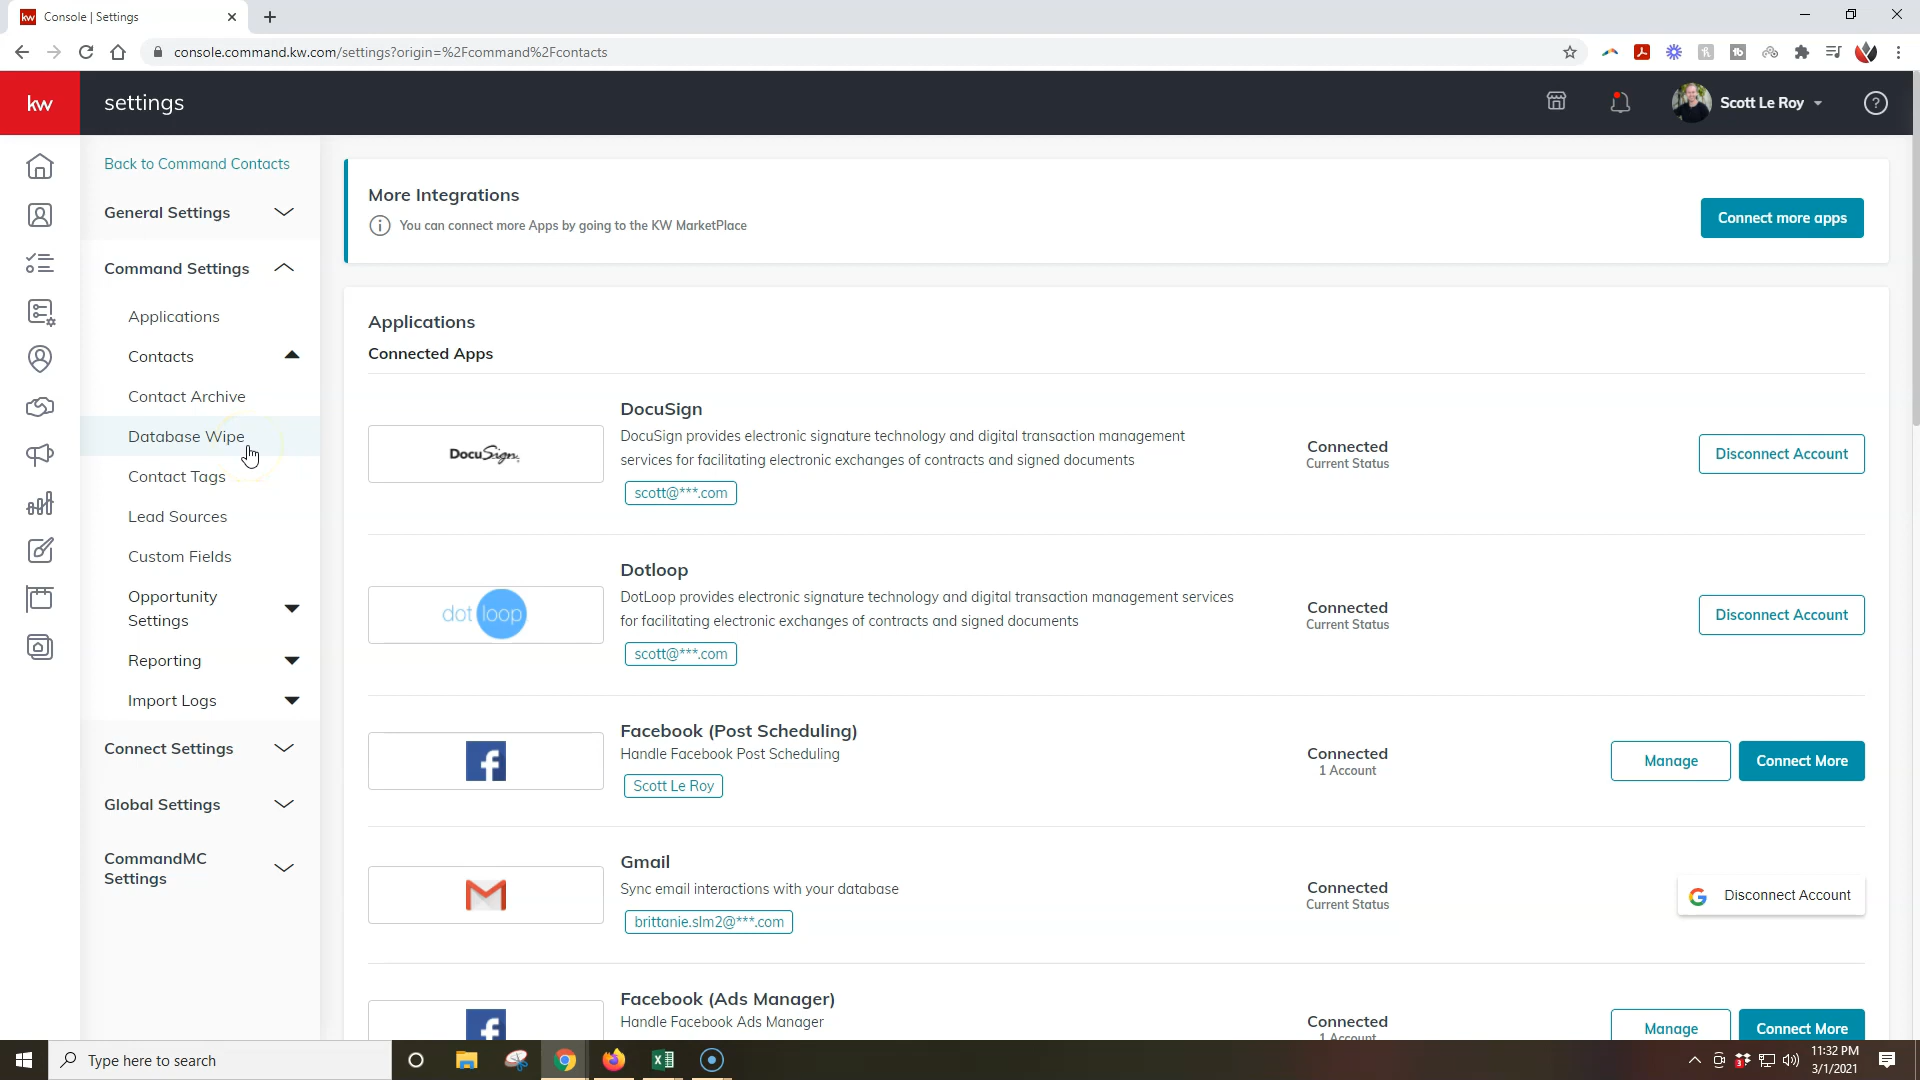 Console | Settings
console.command.kw.com/settings?origin=%2Fcommand%2Fcontacts
kw
settings
Scott Le Roy
Back to Command Contacts
General Settings
Command Settings
Applications
Contacts
Contact Archive
Database Wipe
Contact Tags
Lead Sources
Custom Fields
Opportunity
Settings
Reporting
Import Logs
Connect Settings
Global Settings
CommandMC
Settings
More Integrations
You can connect more Apps by going to the KW MarketPlace
Connect more apps
Applications
Connected Apps
DocuSign
DocuSign
DocuSign provides electronic signature technology and digital transaction management
services for facilitating electronic exchanges of contracts and signed documents
scott@***.com
Connected
Current Status
Disconnect Account
dot loop
Dotloop
DotLoop provides electronic signature technology and digital transaction management services
for facilitating electronic exchanges of contracts and signed documents
scott@***.com
Connected
Current Status
Disconnect Account
Facebook (Post Scheduling)
Handle Facebook Post Scheduling
Scott Le Roy
Connected
1 Account
Manage
Connect More
Gmail
Sync email interactions with your database
brittanie.slm2@***.com
Connected
Current Status
Disconnect Account
Facebook (Ads Manager)
Handle Facebook Ads Manager
Connected
1 Account
Manage
Connect More
Type here to search
11:32 PM
3/1/2021